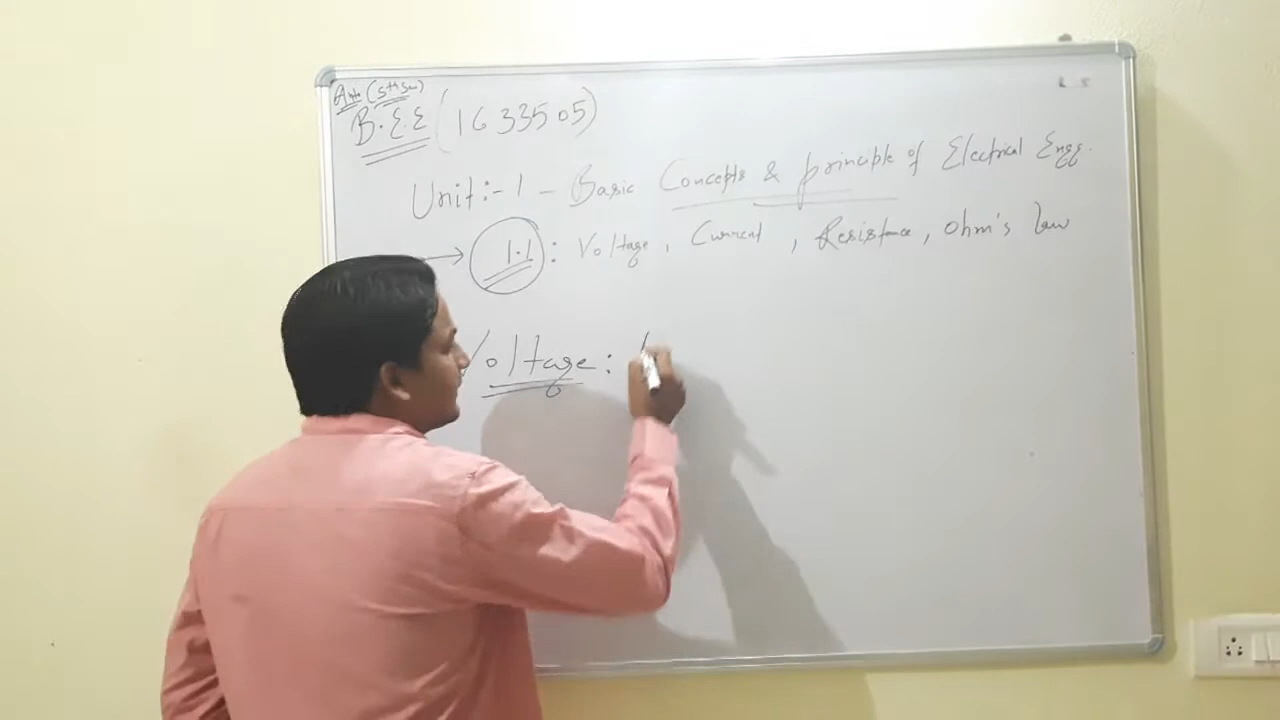 Auto (5th Sem)
B.E.E (1633505)
Unit:-1 - Basic Concepts & principle of Electrical Engg.
→ 1.1 : Voltage, Current, Resistance, Ohm's law
Voltage :